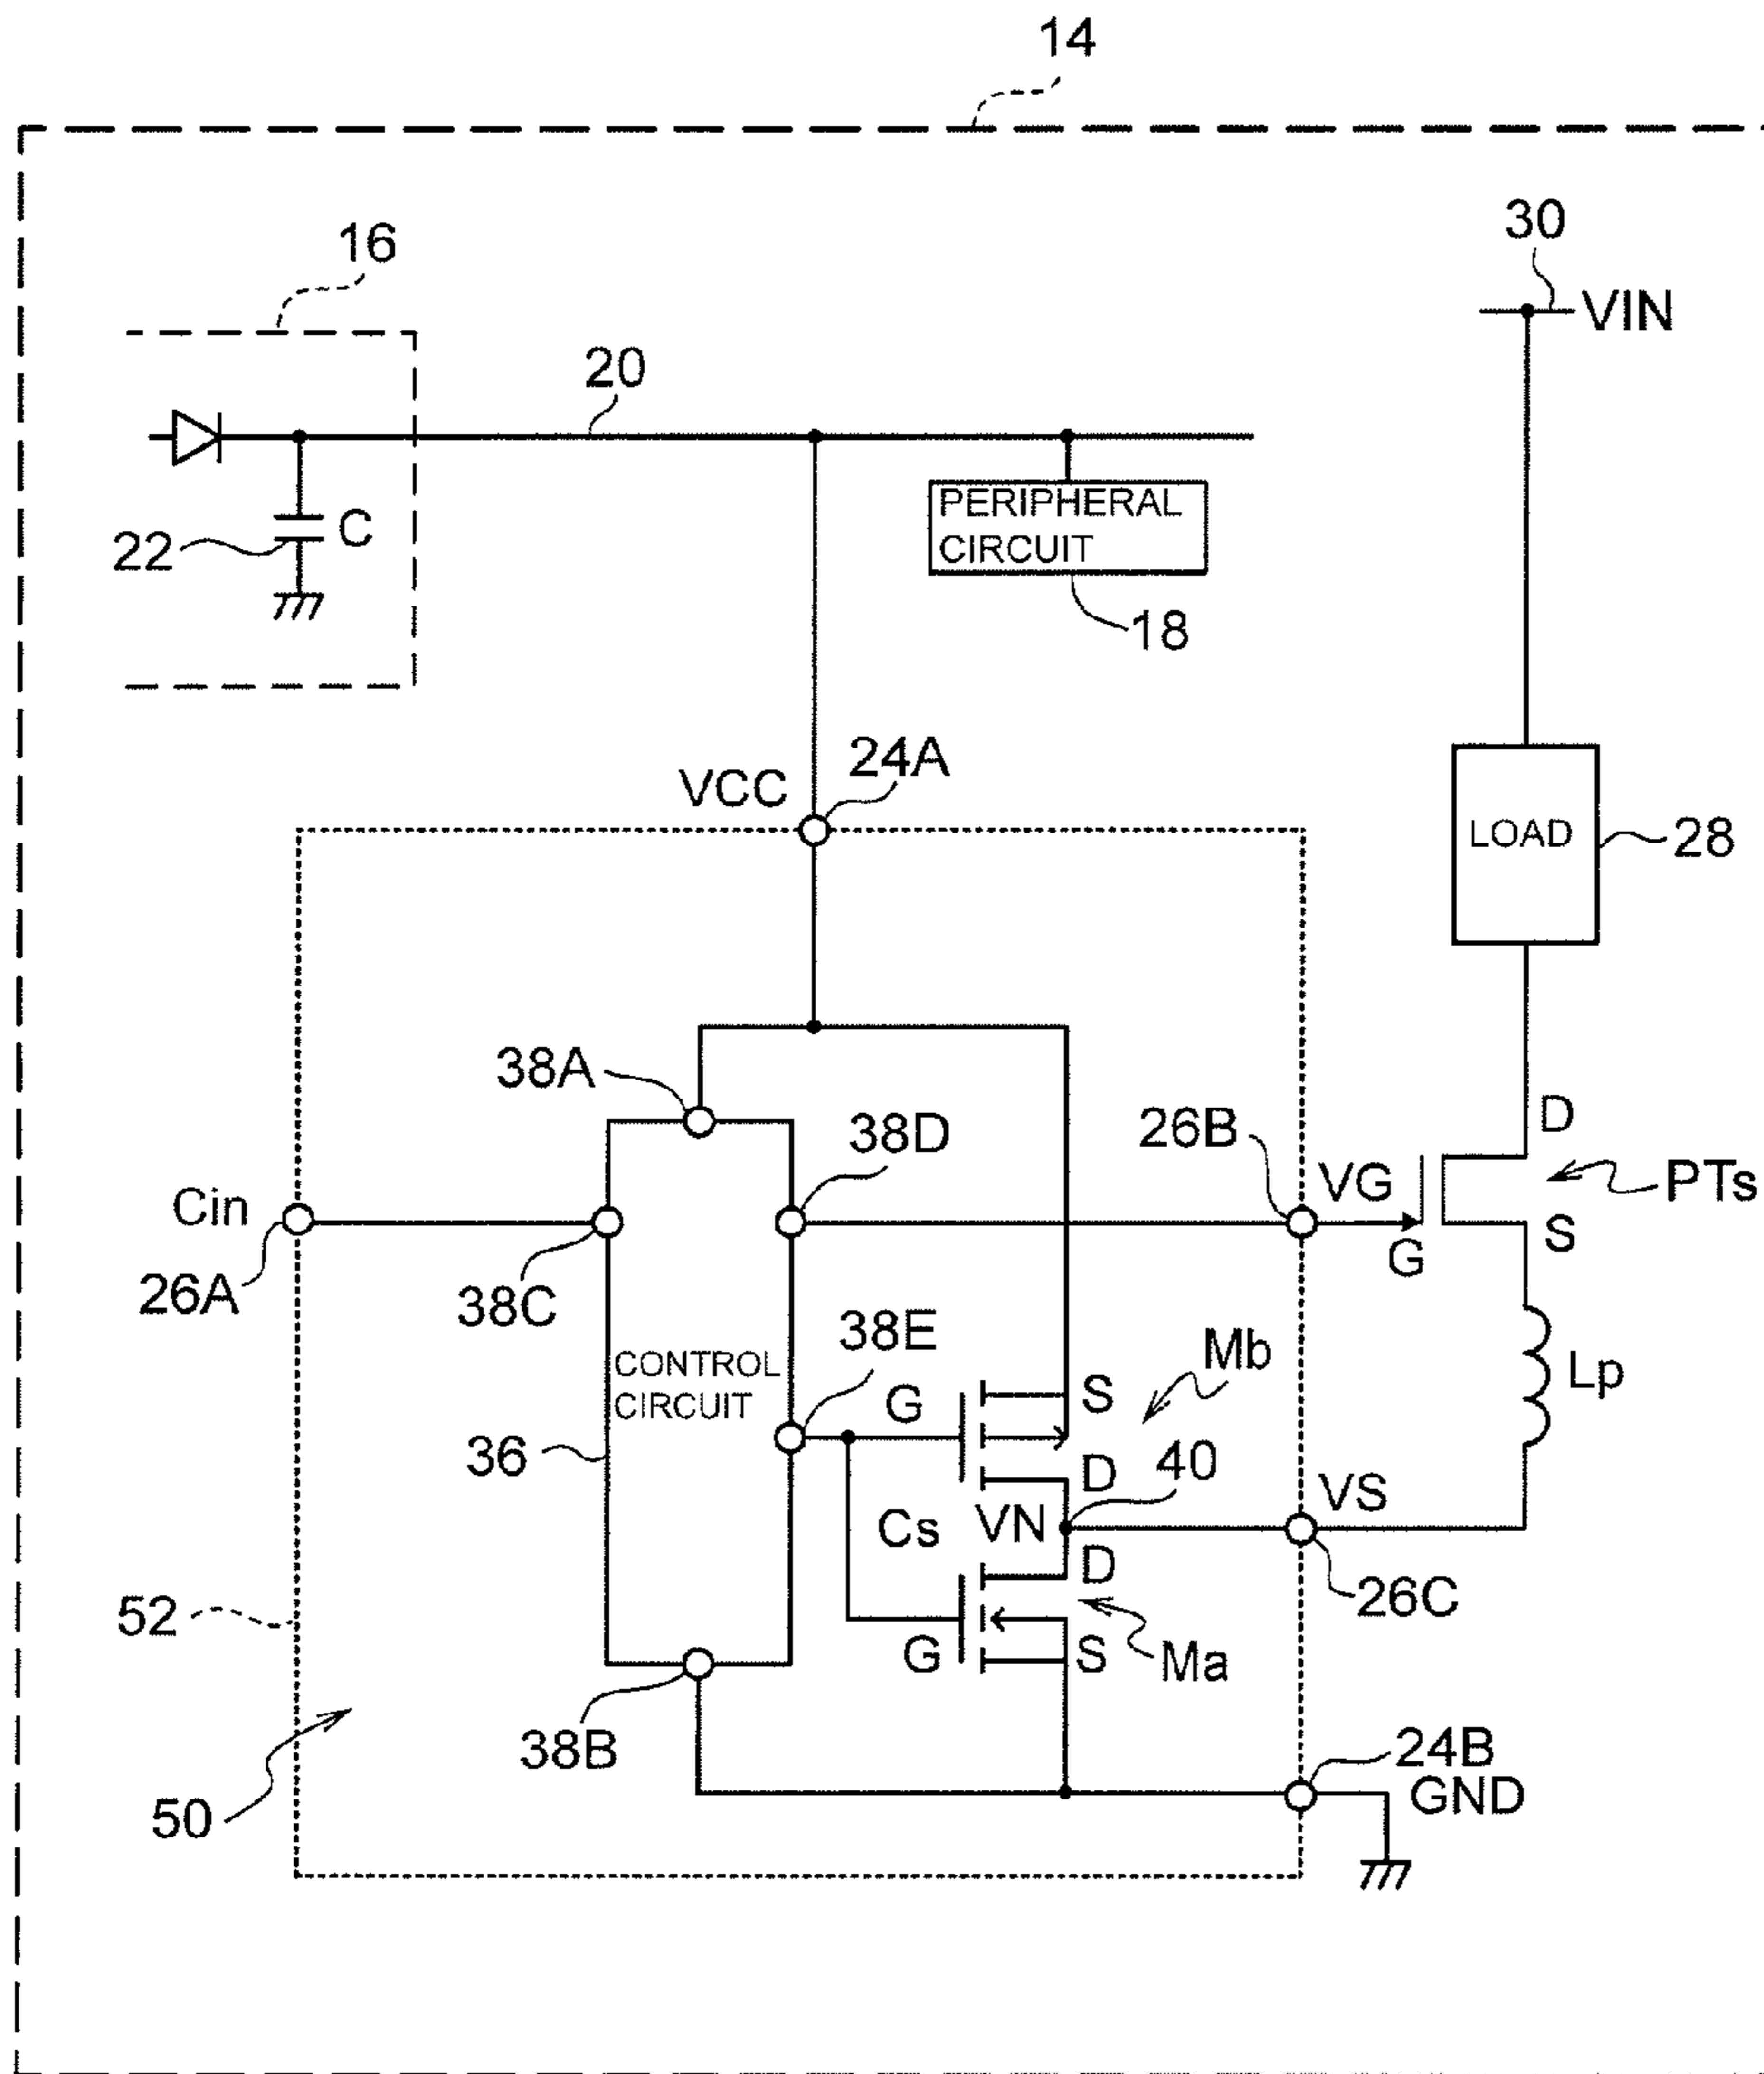 14
16
30
VIN
20
22
C
PERIPHERAL
CIRCUIT
18
VCC
24A
LOAD
28
38A
38D
26B
D
VG
PTs
Cin
G
S
26A
38C
38E
Mb
CONTROL
CIRCUIT
G
S
Lp
36
D
40
VS
Cs
VN
D
26C
52
G
S
Ma
38B
24B
50
GND